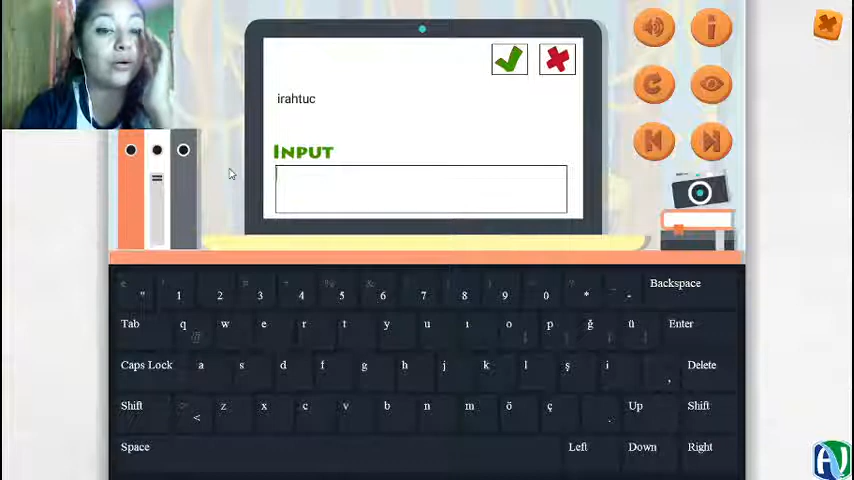 irahtuc
INPUT
" 1 2 3 4 5 6 7 8 9 0 * - Backspace
Tab q w e r t y u ı o p ğ ü Enter
Caps Lock a s d f g h j k l ş i , Delete
Shift < z x c v b n m ö ç . Up Shift
Space Left Down Right